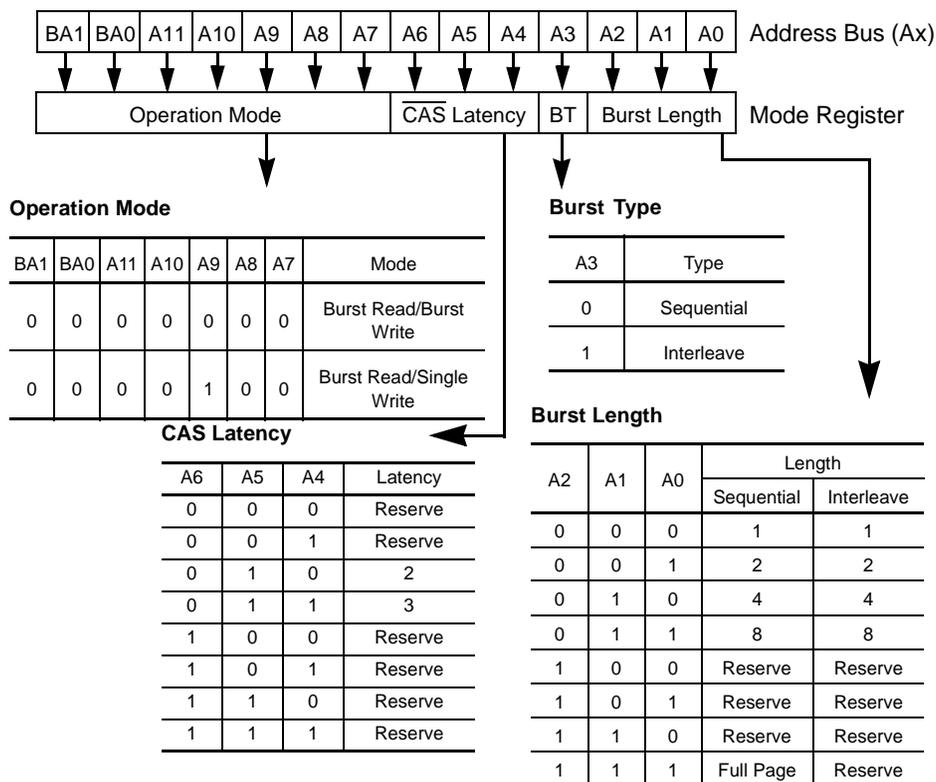 BA1 BA0 A11 A10 A9 A8 A7 A6 A5 A4 A3 A2 A1 A0 Address Bus (Ax)
Operation Mode CAS Latency BT Burst Length Mode Register
Operation Mode
BA1 BA0 A11 A10 A9 A8 A7 Mode
0 0 0 0 0 0 0 Burst Read/Burst
Write
0 0 0 0 1 0 0 Burst Read/Single
Write
Burst Type
A3 Type
0 Sequential
1 Interleave
CAS Latency
A6 A5 A4 Latency
0 0 0 Reserve
0 0 1 Reserve
0 1 0 2
0 1 1 3
1 0 0 Reserve
1 0 1 Reserve
1 1 0 Reserve
1 1 1 Reserve
Burst Length
A2 A1 A0 Length
Sequential Interleave
0 0 0 1 1
0 0 1 2 2
0 1 0 4 4
0 1 1 8 8
1 0 0 Reserve Reserve
1 0 1 Reserve Reserve
1 1 0 Reserve Reserve
1 1 1 Full Page Reserve